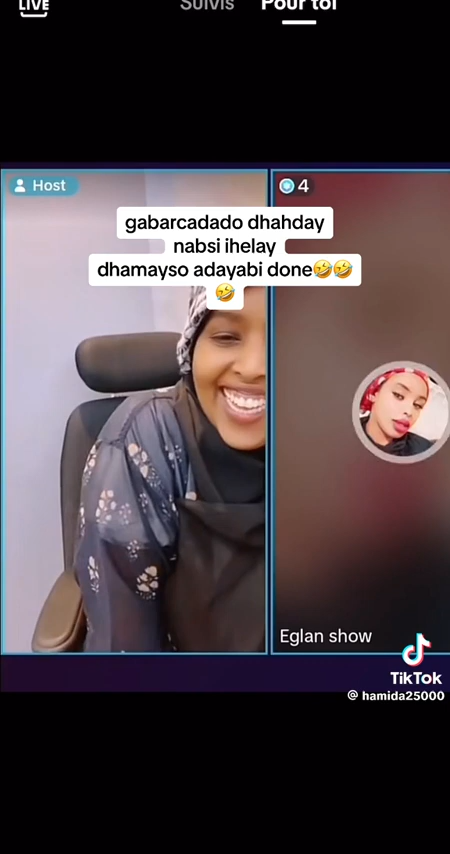 LIVE
Suivis Pour toi
Host
4
gabarcadado dhahday
nabsi ihelay
dhamayso adayabi done🤣🤣
🤣
Eglan show
TikTok
@ hamida25000